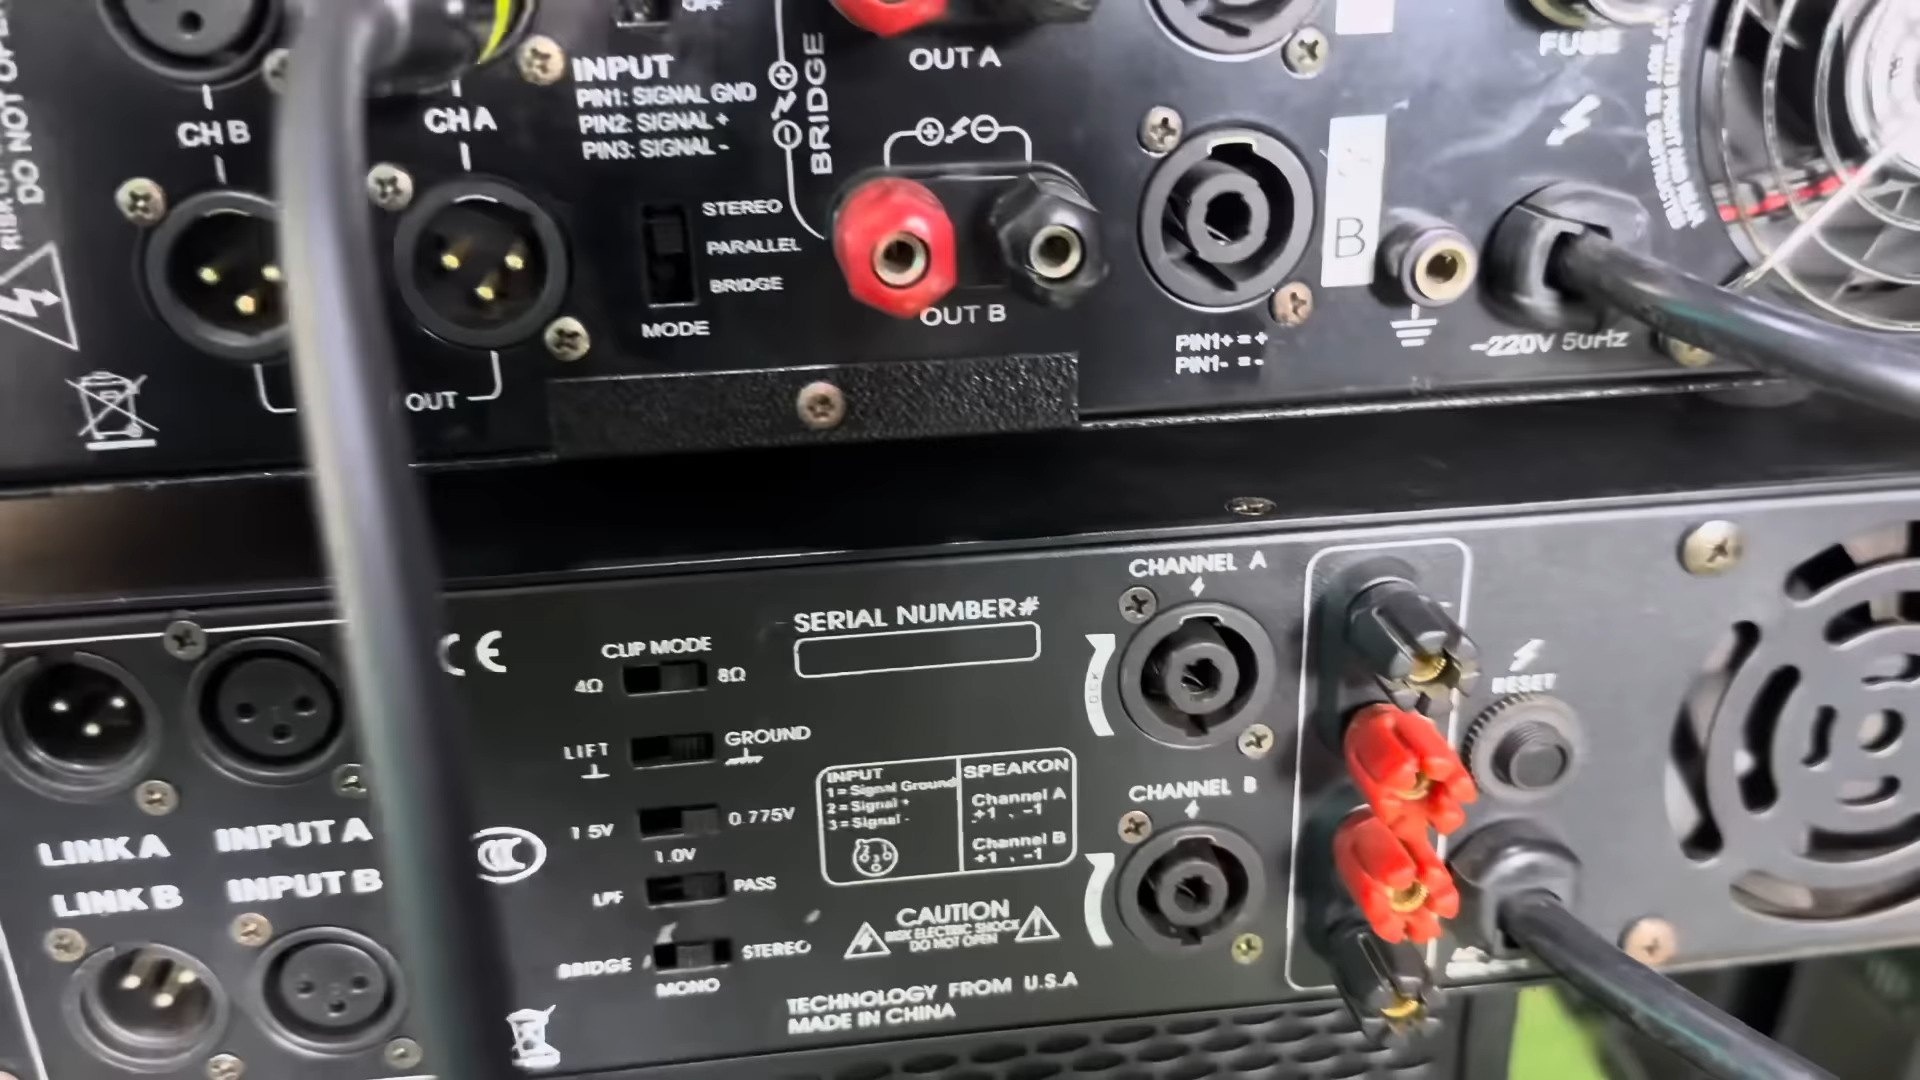 DO NOT OPE
CH B
CH A
INPUT
PIN1: SIGNAL GND
PIN2: SIGNAL +
PIN3: SIGNAL -
BRIDGE
OUT A
FUSE
STEREO
PARALLEL
BRIDGE
MODE
OUT B
B
PIN1+ = +
PIN1- = -
~220V 50Hz
OUT
CE
CLIP MODE
4Ω
8Ω
SERIAL NUMBER#
CHANNEL A
LIFT
GROUND
RESET
INPUT
1 = Signal Ground
2 = Signal +
3 = Signal -
SPEAKON
Channel A
+1 , -1
Channel B
+1 , -1
CHANNEL B
1.5V
0.775V
1.0V
LINK A
INPUT A
LINK B
INPUT B
LPF
PASS
CAUTION
RISK ELECTRIC SHOCK
DO NOT OPEN
BRIDGE
STEREO
MONO
TECHNOLOGY FROM U.S.A
MADE IN CHINA